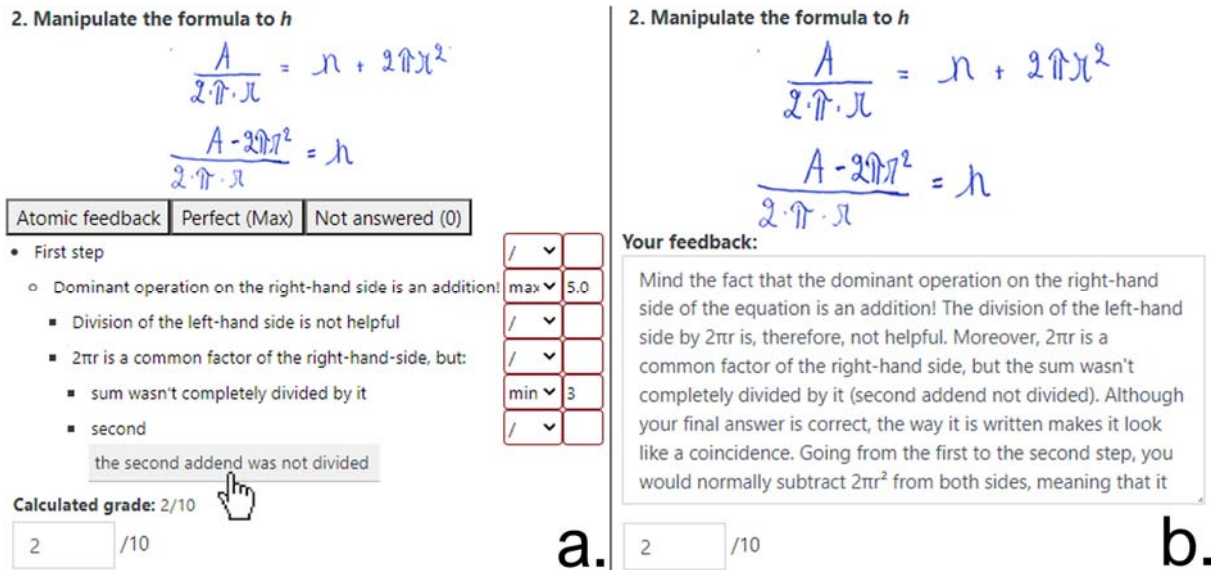 2. Manipulate the formula to h
A
2·π·r
= h + 2πr²
A - 2πr²
2·π·r
= h
Atomic feedback Perfect (Max) Not answered (0)
• First step /
○ Dominant operation on the right-hand side is an addition! max 5.0
▪ Division of the left-hand side is not helpful /
▪ 2πr is a common factor of the right-hand-side, but: /
▪ sum wasn't completely divided by it min 3
▪ second /
the second addend was not divided
Calculated grade: 2/10
2 /10
a.
2. Manipulate the formula to h
A
2·π·r
= h + 2πr²
A - 2πr²
2·π·r
= h
Your feedback:
Mind the fact that the dominant operation on the right-hand
side of the equation is an addition! The division of the left-hand
side by 2πr is, therefore, not helpful. Moreover, 2πr is a
common factor of the right-hand side, but the sum wasn't
completely divided by it (second addend not divided). Although
your final answer is correct, the way it is written makes it look
like a coincidence. Going from the first to the second step, you
would normally subtract 2πr² from both sides, meaning that it
2 /10
b.